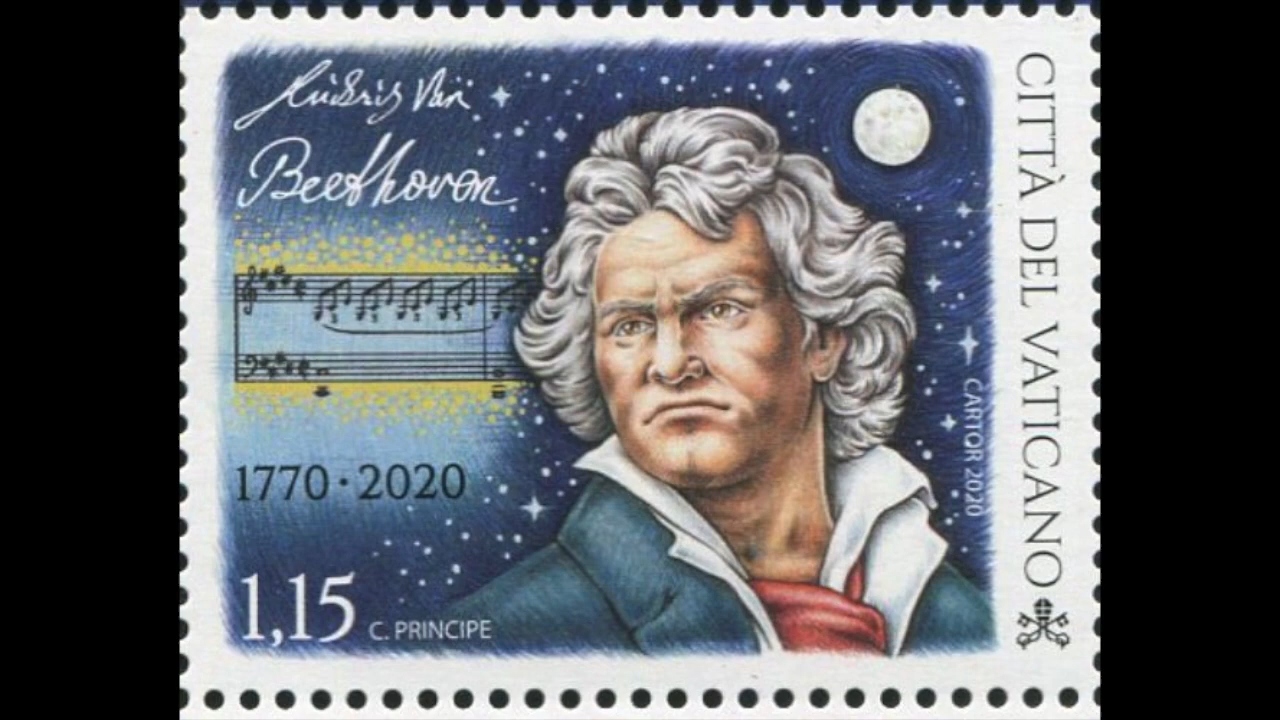 Ludwig Van
Beethoven
1770 · 2020
1,15
C. PRINCIPE
CITTÀ DEL VATICANO
CARTOR 2020